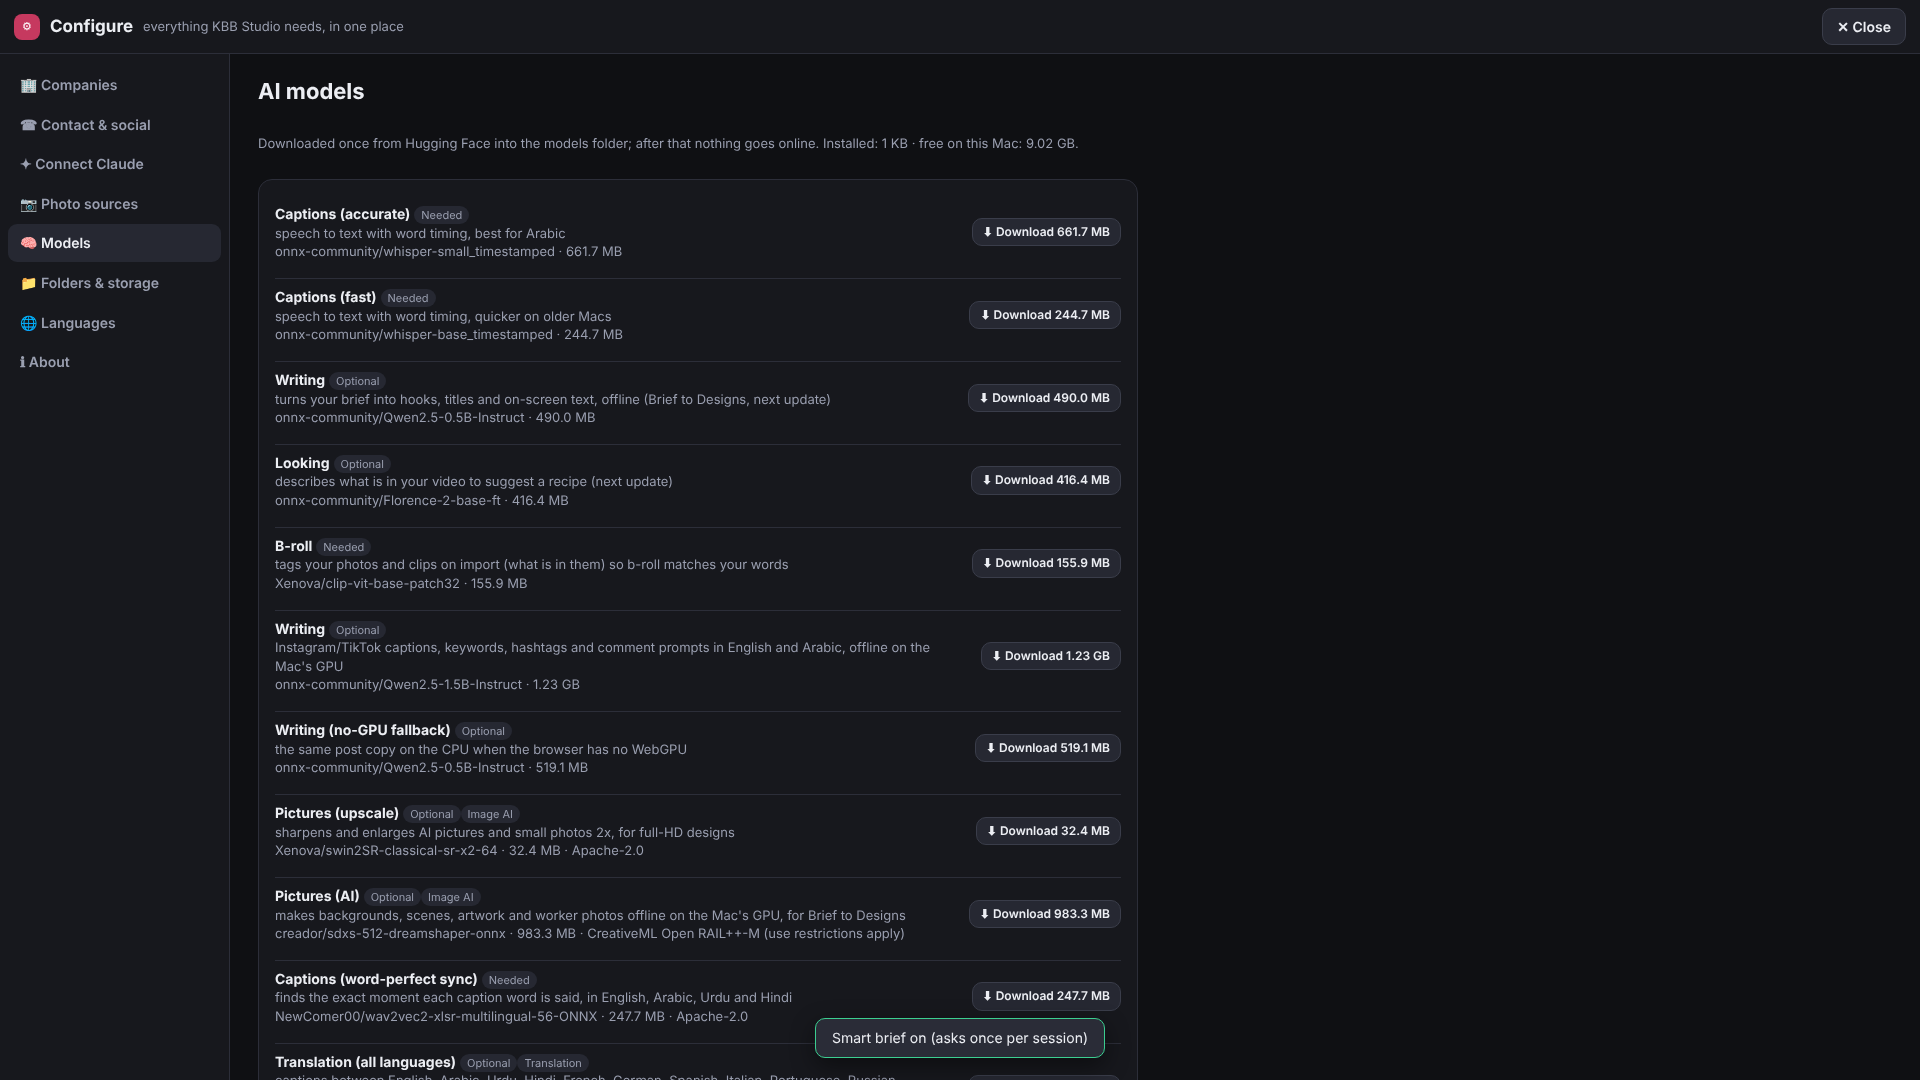 Configure everything KBB Studio needs, in one place
✕ Close
Companies
Contact & social
Connect Claude
Photo sources
Models
Folders & storage
Languages
About
AI models
Downloaded once from Hugging Face into the models folder; after that nothing goes online. Installed: 1 KB · free on this Mac: 9.02 GB.
Captions (accurate) Needed
speech to text with word timing, best for Arabic
onnx-community/whisper-small_timestamped · 661.7 MB
Download 661.7 MB
Captions (fast) Needed
speech to text with word timing, quicker on older Macs
onnx-community/whisper-base_timestamped · 244.7 MB
Download 244.7 MB
Writing Optional
turns your brief into hooks, titles and on-screen text, offline (Brief to Designs, next update)
onnx-community/Qwen2.5-0.5B-Instruct · 490.0 MB
Download 490.0 MB
Looking Optional
describes what is in your video to suggest a recipe (next update)
onnx-community/Florence-2-base-ft · 416.4 MB
Download 416.4 MB
B-roll Needed
tags your photos and clips on import (what is in them) so b-roll matches your words
Xenova/clip-vit-base-patch32 · 155.9 MB
Download 155.9 MB
Writing Optional
Instagram/TikTok captions, keywords, hashtags and comment prompts in English and Arabic, offline on the
Mac's GPU
onnx-community/Qwen2.5-1.5B-Instruct · 1.23 GB
Download 1.23 GB
Writing (no-GPU fallback) Optional
the same post copy on the CPU when the browser has no WebGPU
onnx-community/Qwen2.5-0.5B-Instruct · 519.1 MB
Download 519.1 MB
Pictures (upscale) Optional Image AI
sharpens and enlarges AI pictures and small photos 2x, for full-HD designs
Xenova/swin2SR-classical-sr-x2-64 · 32.4 MB · Apache-2.0
Download 32.4 MB
Pictures (AI) Optional Image AI
makes backgrounds, scenes, artwork and worker photos offline on the Mac's GPU, for Brief to Designs
creador/sdxs-512-dreamshaper-onnx · 983.3 MB · CreativeML Open RAIL++-M (use restrictions apply)
Download 983.3 MB
Captions (word-perfect sync) Needed
finds the exact moment each caption word is said, in English, Arabic, Urdu and Hindi
NewComer00/wav2vec2-xlsr-multilingual-56-ONNX · 247.7 MB · Apache-2.0
Download 247.7 MB
Smart brief on (asks once per session)
Translation (all languages) Optional Translation
captions between English, Arabic, Urdu, Hindi, French, German, Spanish, Italian, Portuguese, Russian